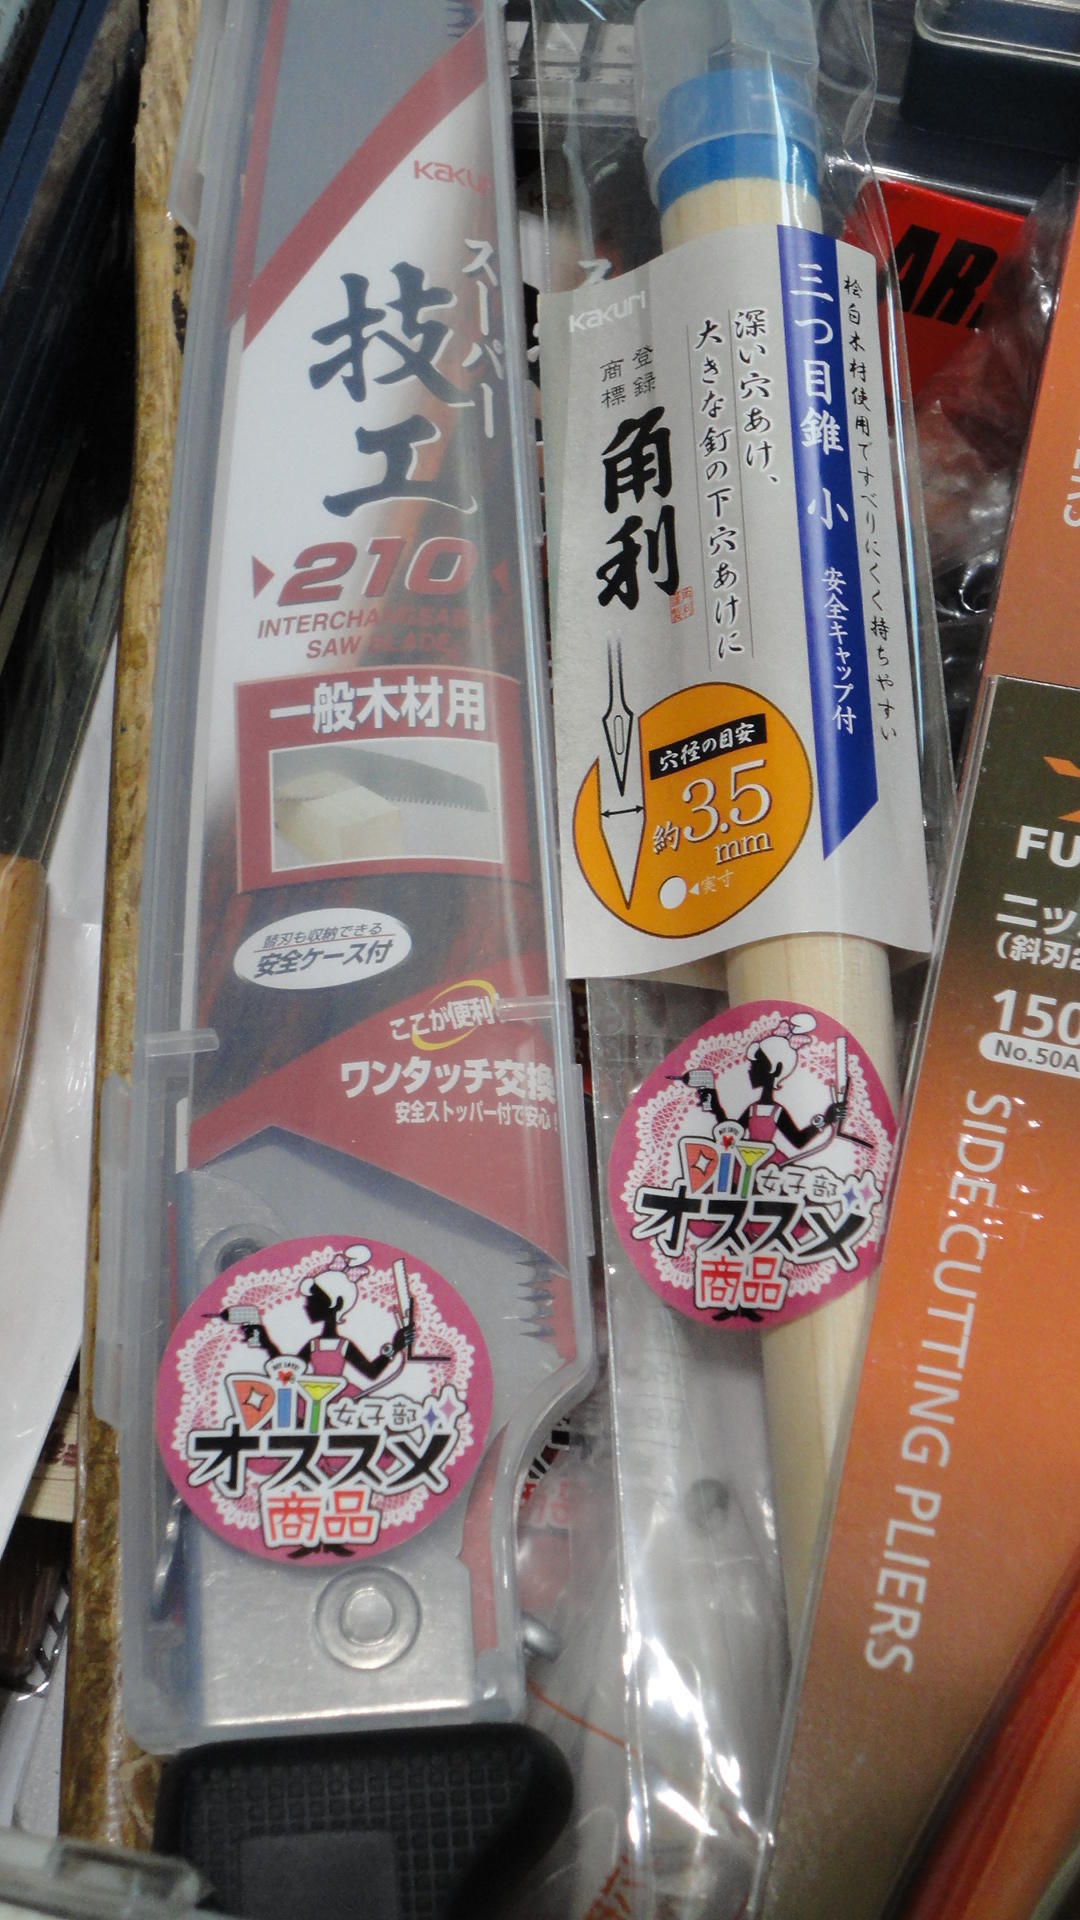 スーパー
技工
210
SAW BLADE
一般木材用
替刃も収納できる
安全ケース付
ここが便利!
ワンタッチ交換
安全ストッパー付で安心!
DIY女子部
オススメ
商品
桧白木材使用ですべりにくく持ちやすい
三つ目錐 小 安全キャップ付
深い穴あけ、
大きな釘の下穴あけに
KAKURI
登録
商標
角利
穴径の目安
約3.5
mm
◀実寸
DIY女子部
オススメ
商品
(斜刃
150
No.50A
SIDE CUTTING PLIERS